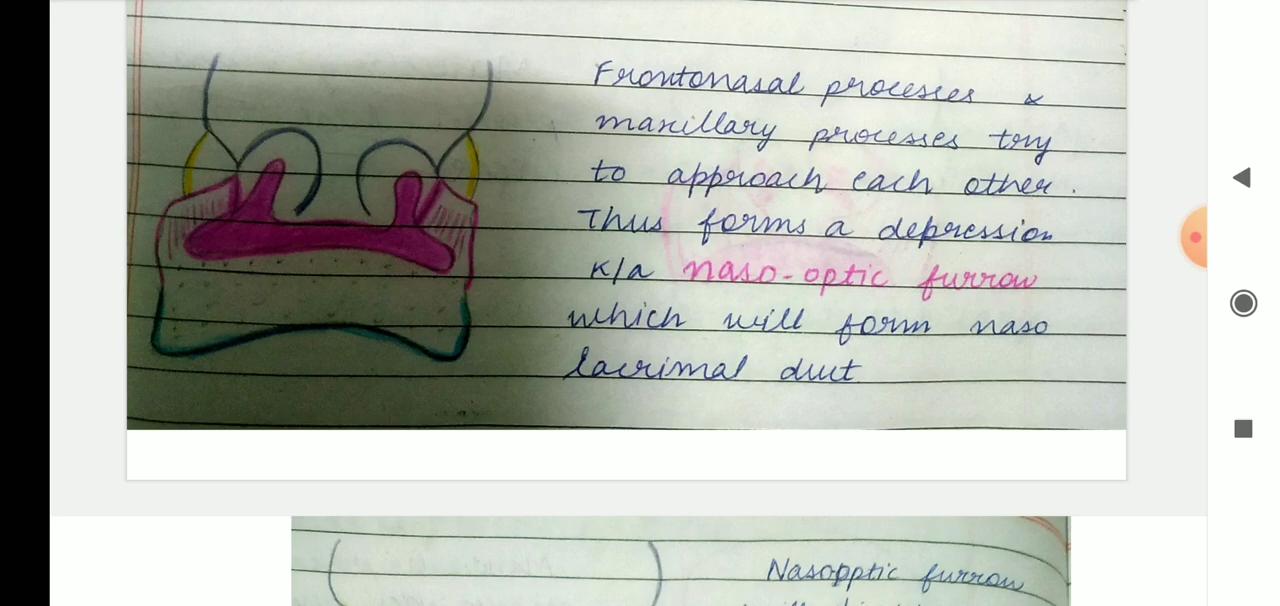 Frontonasal processes &
maxillary processes try
to approach each other.
Thus forms a depression
K/a naso-optic furrow
which will form naso
lacrimal duct
Nasopptic furrow